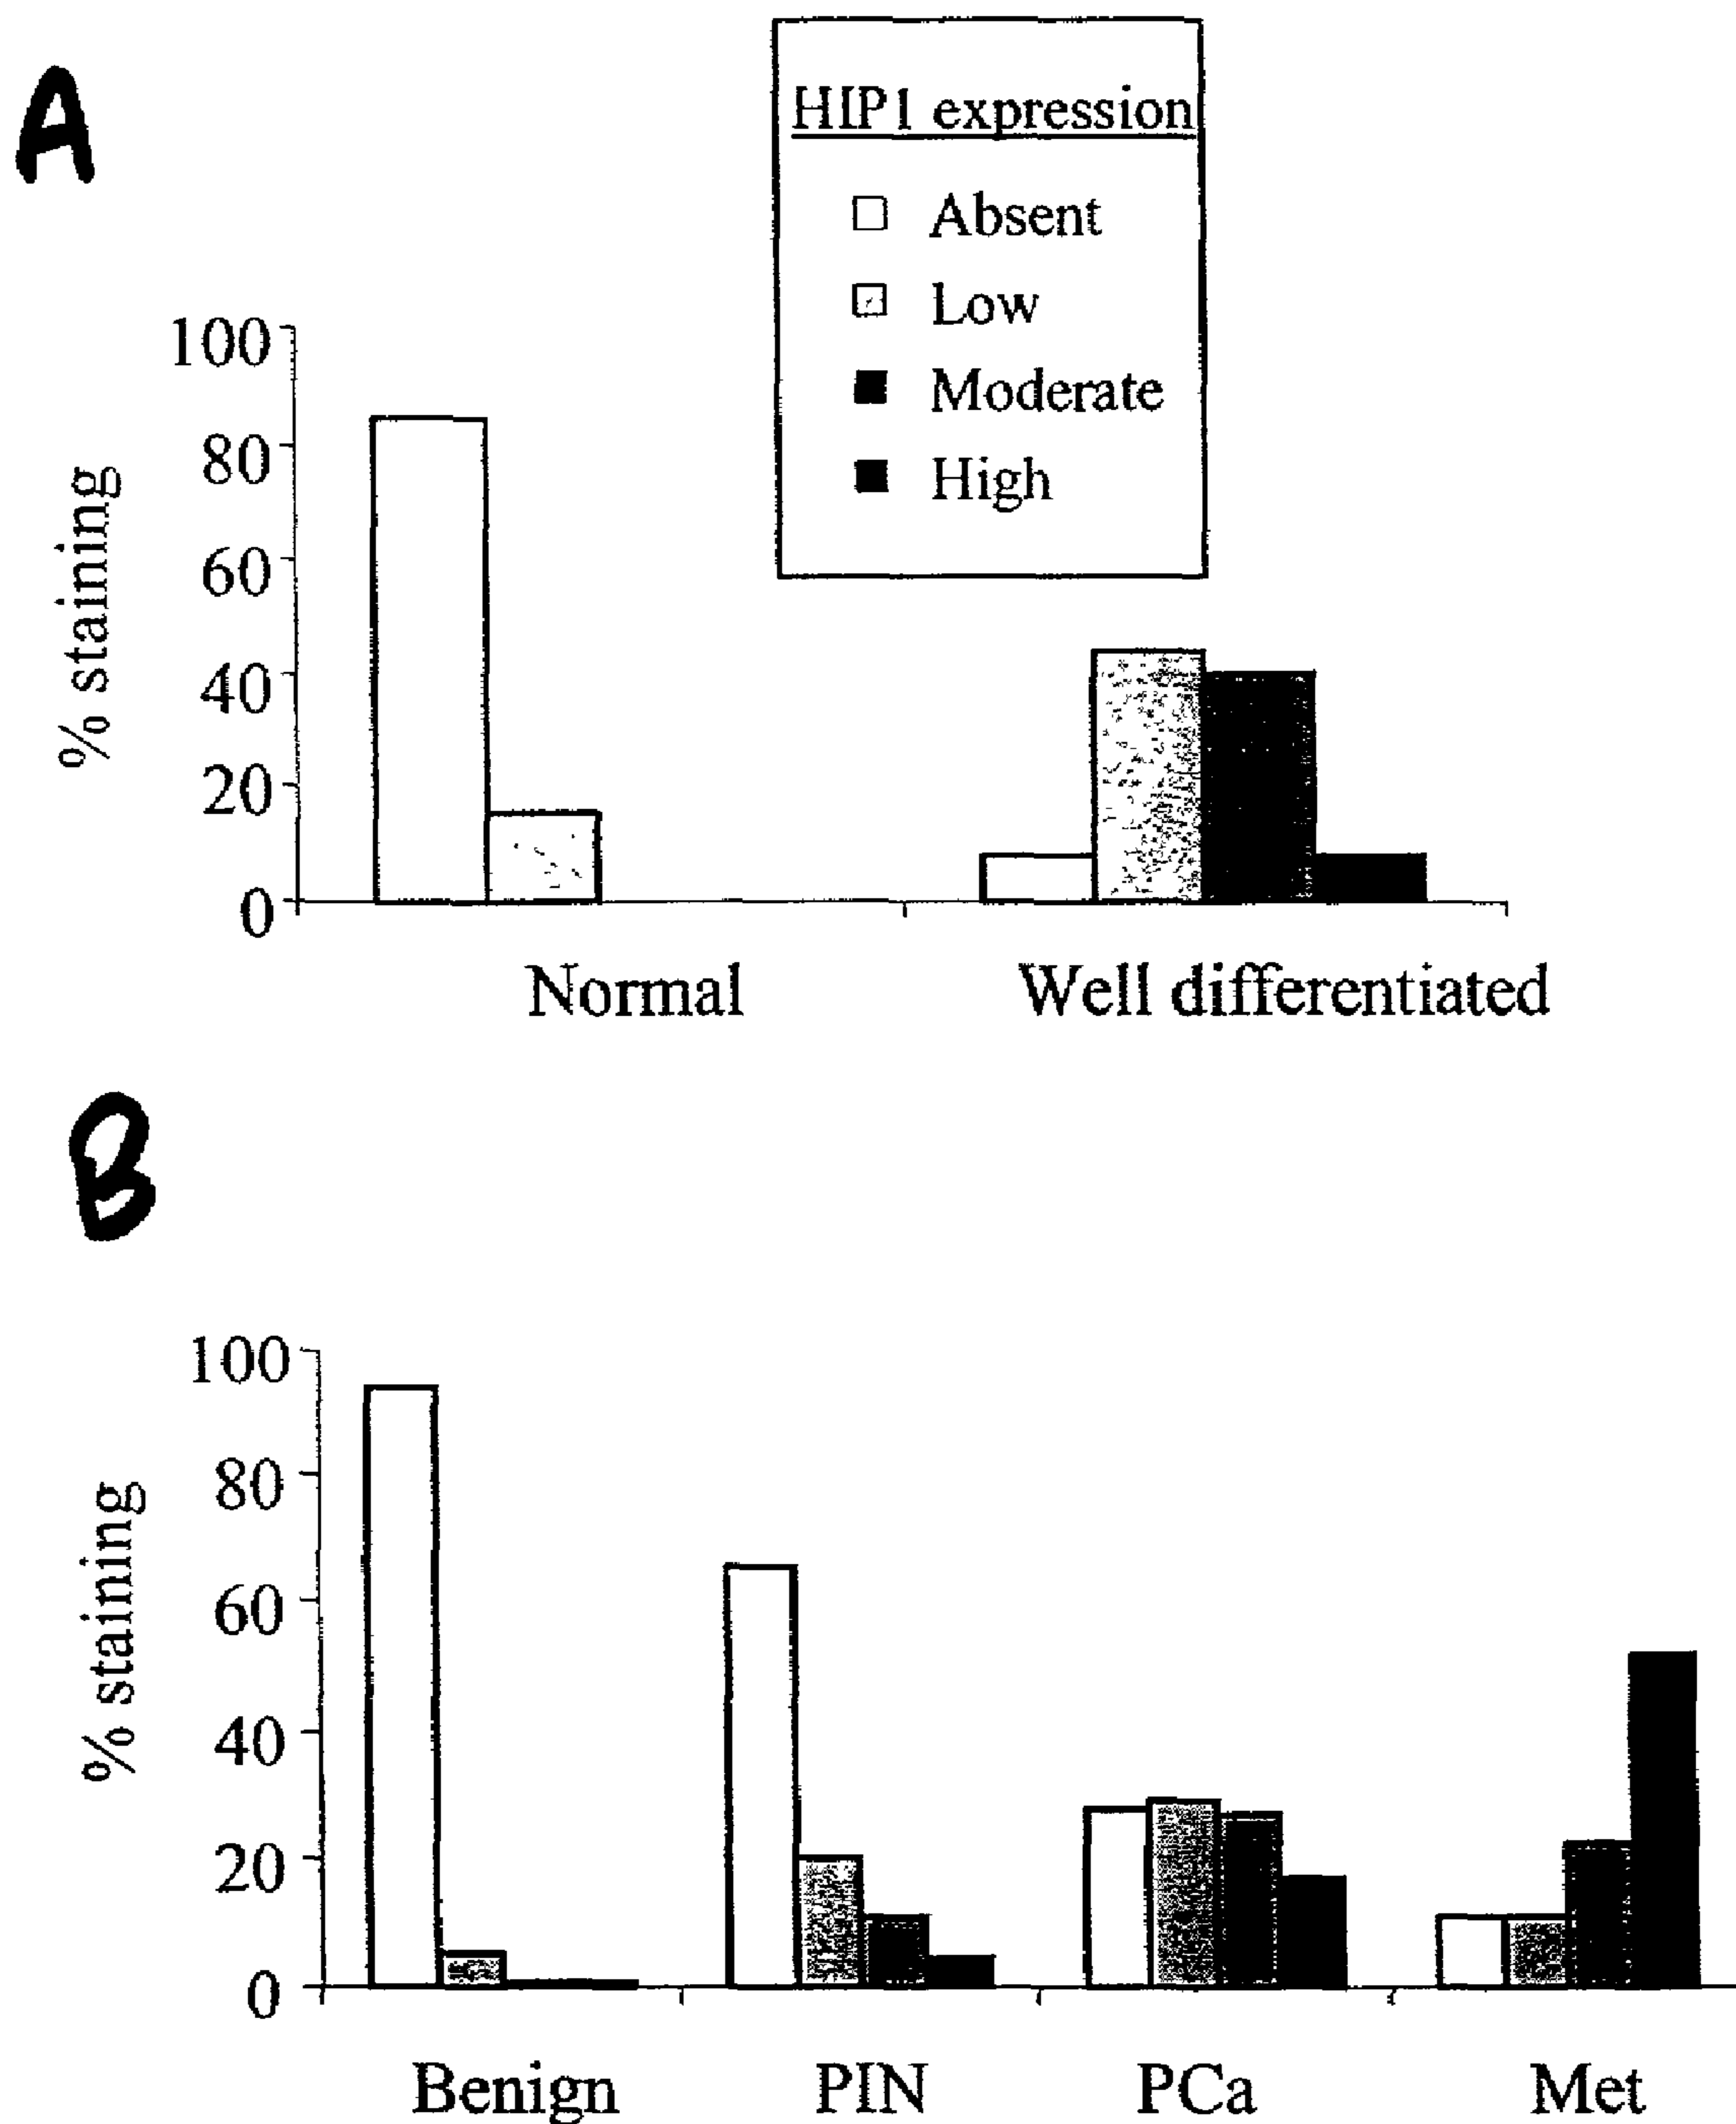 A
HIP1 expression
Absent
Low
Moderate
High
100
80
60
40
20
0
% staining
Normal
Well differentiated
B
100
80
60
40
20
0
% staining
Benign
PIN
PCa
Met